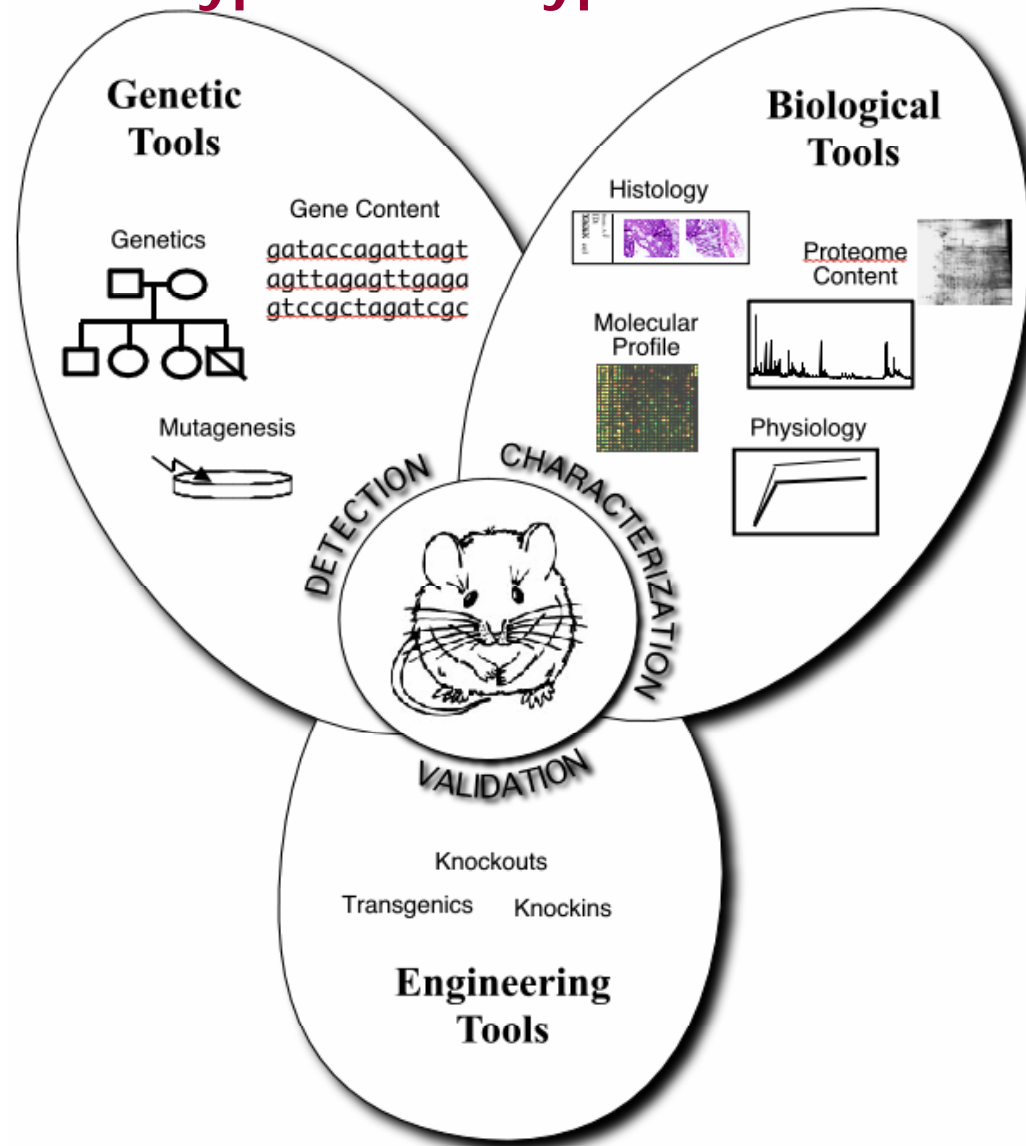 Genetic
Tools
Gene Content
gataccagattagt
agttagagttgaga
gtccgctagatcgc
Genetics
Mutagenesis
Biological
Tools
Histology
Proteome
Content
Molecular
Profile
Physiology
DETECTION
CHARACTERIZATION
VALIDATION
Knockouts
Transgenics
Knockins
Engineering
Tools